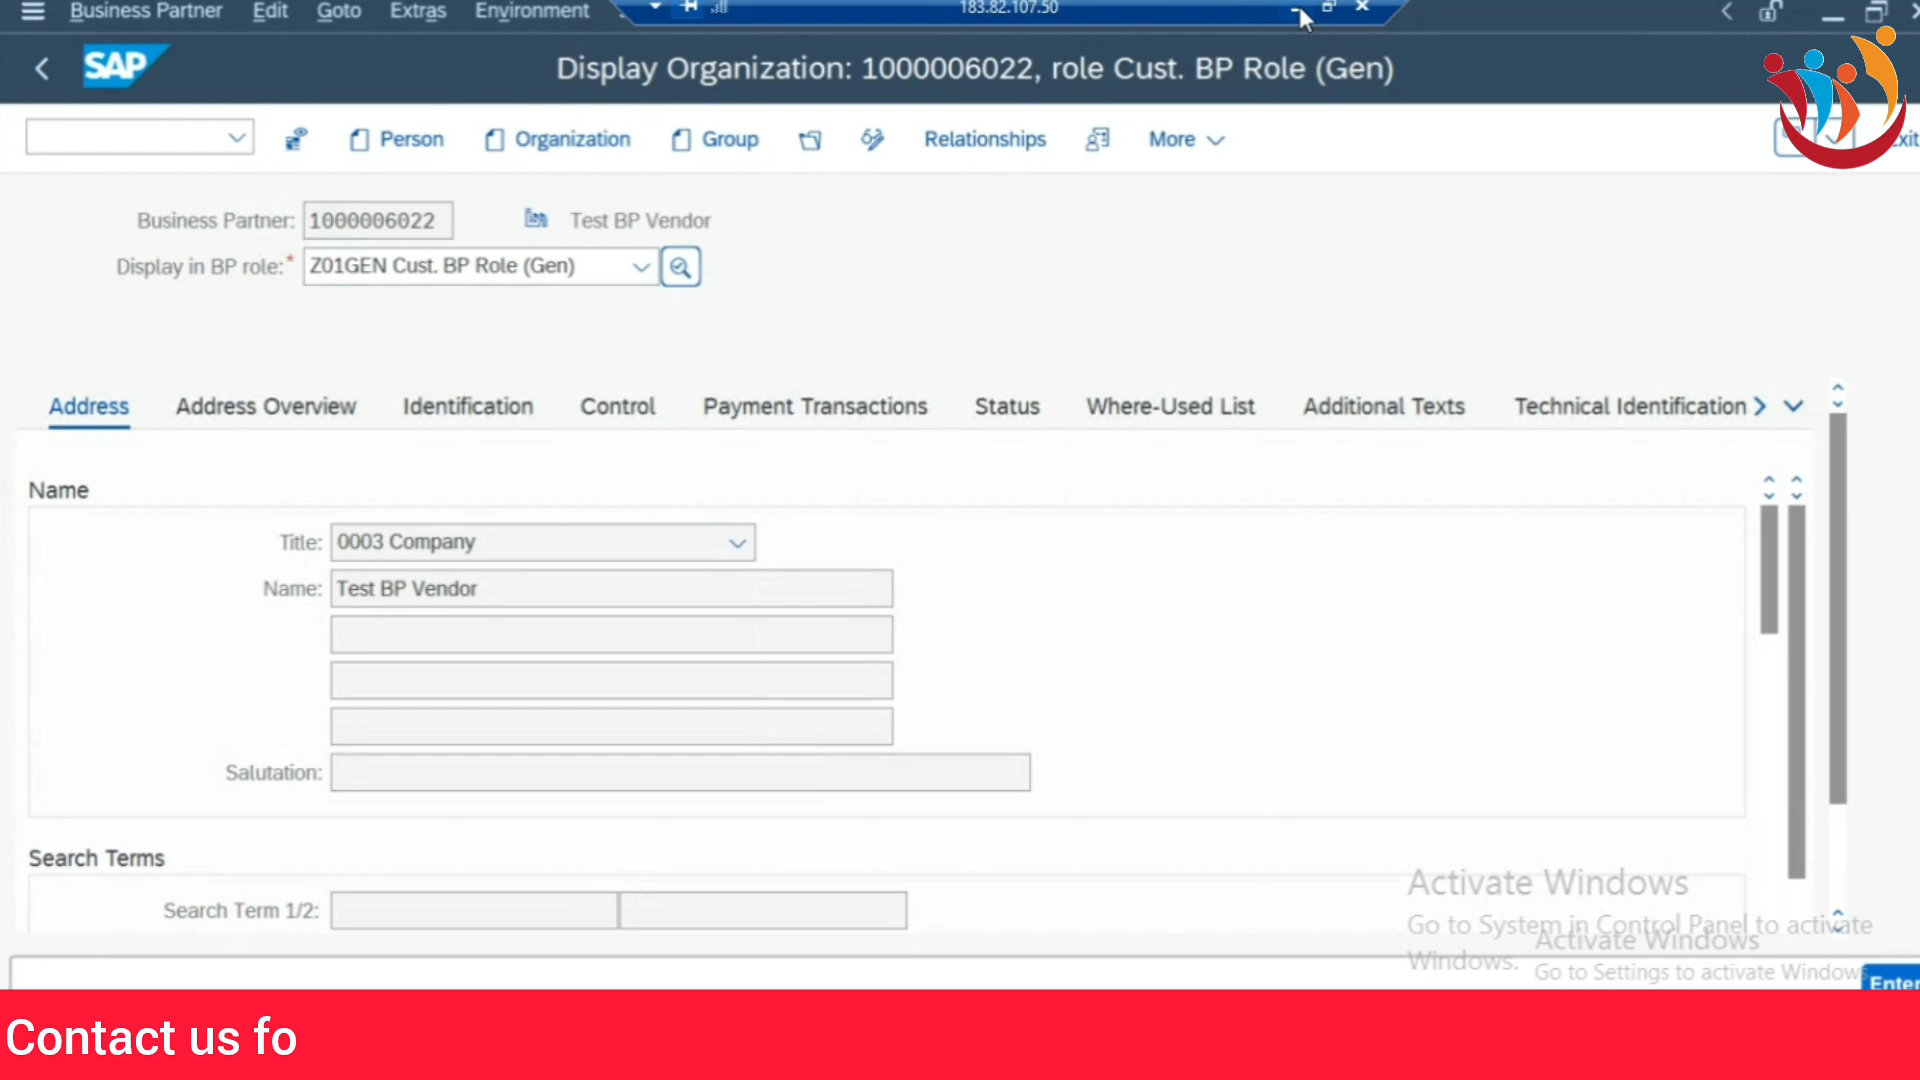 Business Partner Edit Goto Extras Environment 183.82.107.50
SAP Display Organization: 1000006022, role Cust. BP Role (Gen)
Person Organization Group Relationships More
Business Partner: 1000006022 Test BP Vendor
Display in BP role:* Z01GEN Cust. BP Role (Gen)
Address Address Overview Identification Control Payment Transactions Status Where-Used List Additional Texts Technical Identification
Name
Title: 0003 Company
Name: Test BP Vendor
Salutation:
Search Terms
Search Term 1/2:
Activate Windows
Go to System in Control Panel to activate
Windows.
Activate Windows
Go to Settings to activate Windows
Enter
Contact us fo